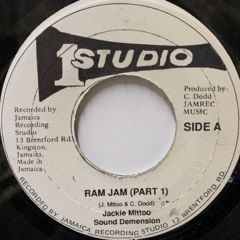 1 STUDIO
Recorded by
Jamaica
Recording
Studio
13 Brentford Rd.
Kingston,
Jamaica
Made in
Jamaica
Produced by
C. Dodd
JAMREC
MUSIC
SIDE A
RAM JAM (PART 1)
(J. Mittoo & C. Dodd)
Jackie Mittoo
Sound Demension
RECORDED BY JAMAICA RECORDING STUDIO 13 BRENTFORD RD